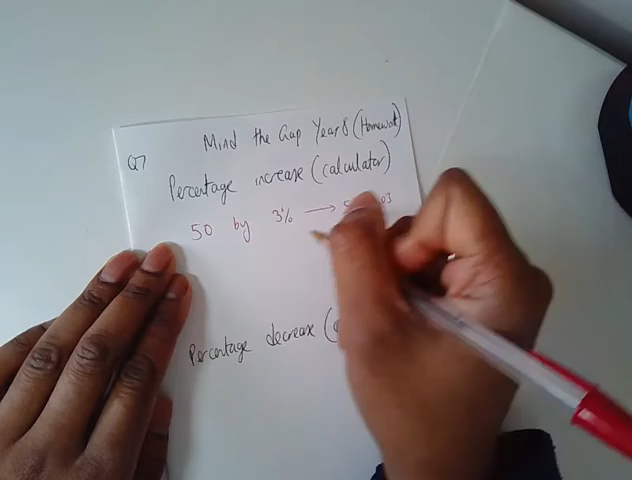 Q7
Mind the Gap Year 8 (Homework)
Percentage increase (calculator)
50 by 3% →
Percentage decrease (